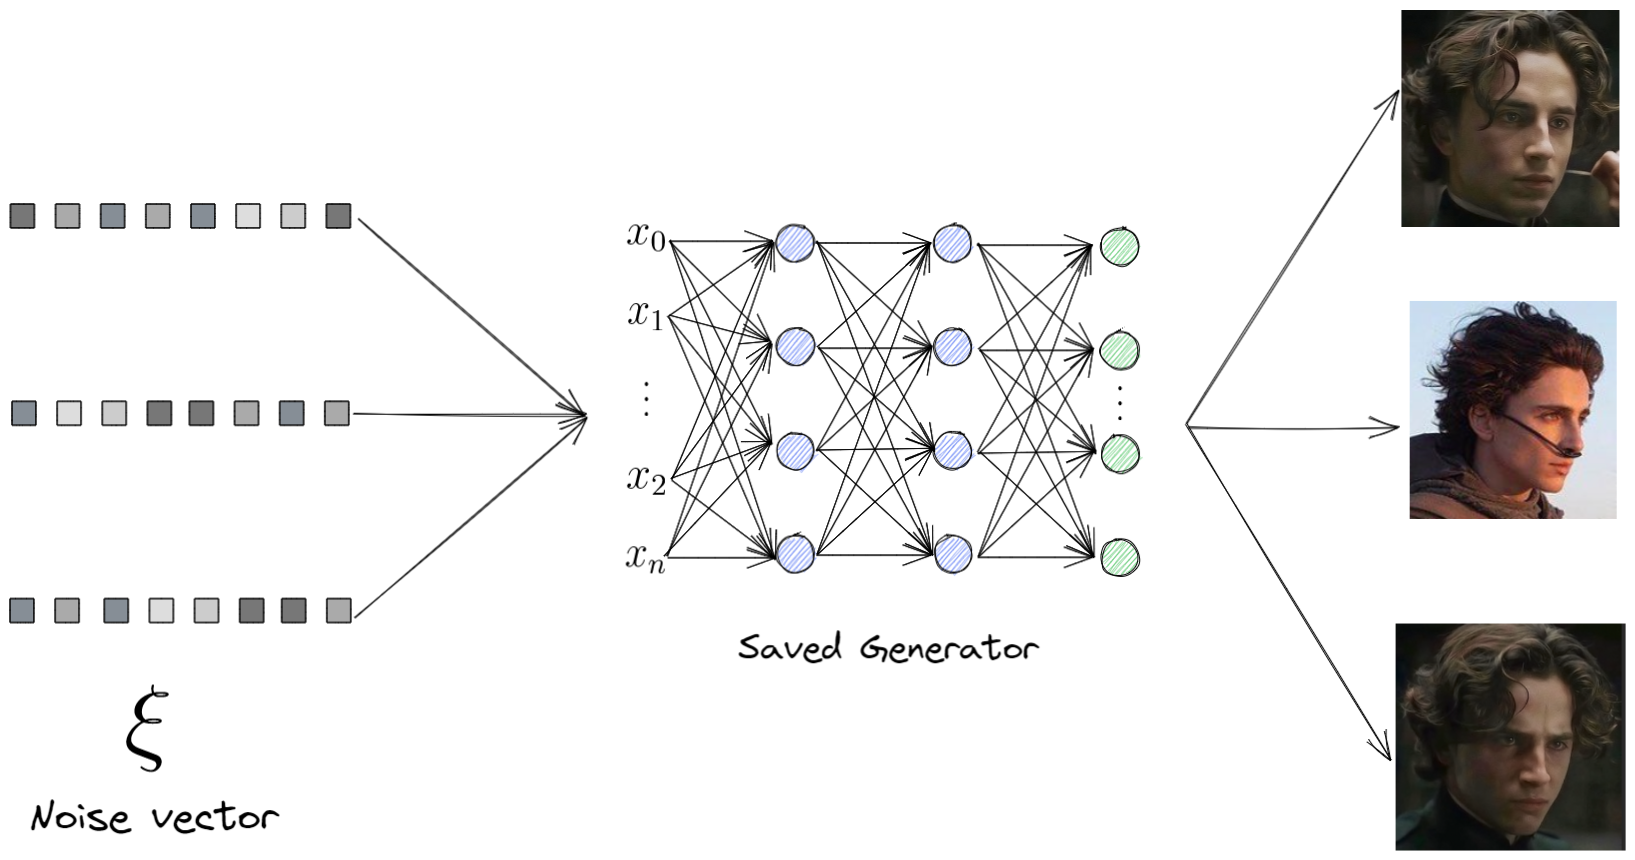 x0
x1
⋮
⋮
x2
xn
Saved Generator
ξ
Noise vector